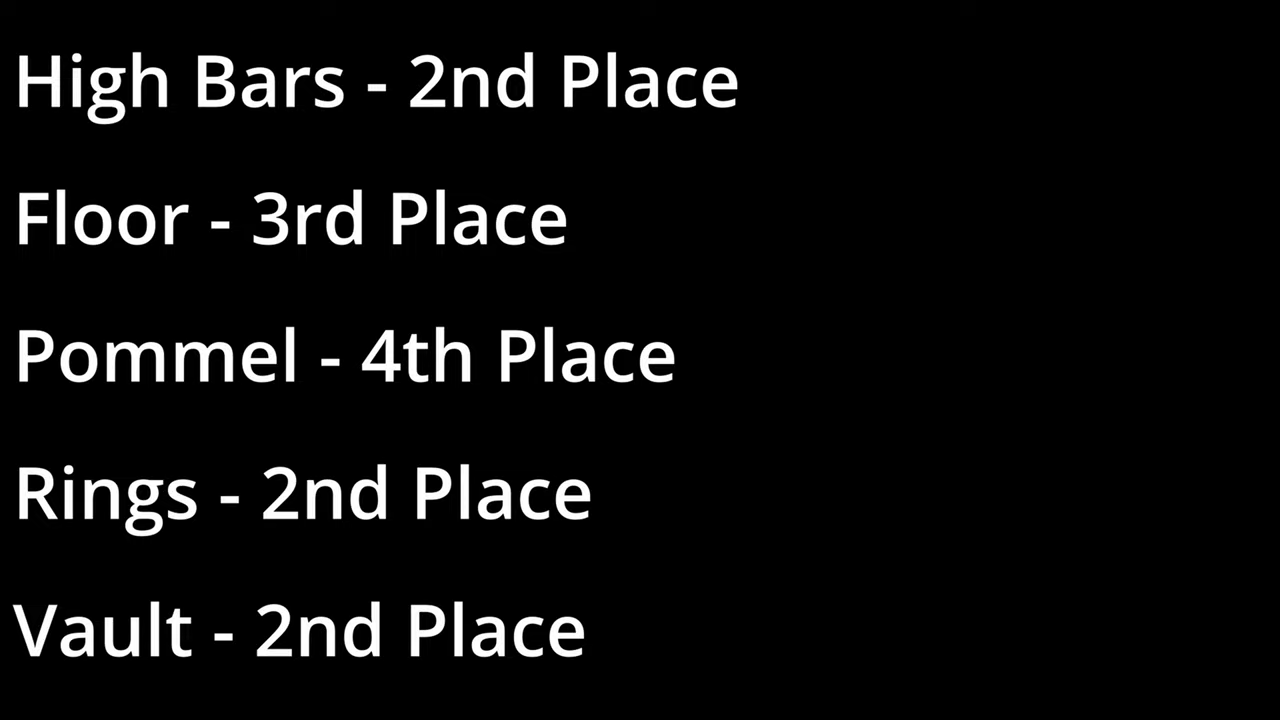 High Bars - 2nd Place
Floor - 3rd Place
Pommel - 4th Place
Rings - 2nd Place
Vault - 2nd Place